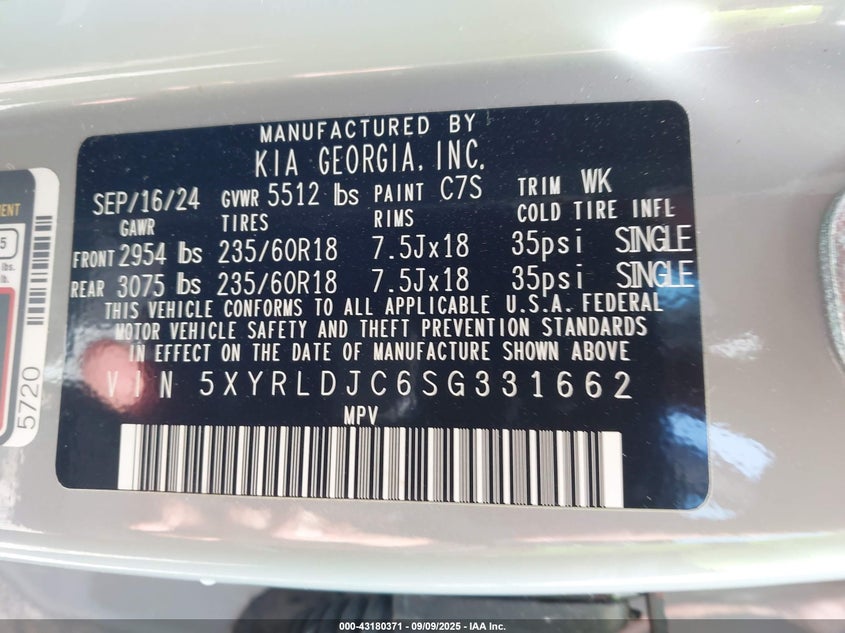 MANUFACTURED BY
KIA GEORGIA, INC.
SEP/16/24 GVWR 5512 lbs PAINT C7S TRIM WK
GAWR TIRES RIMS COLD TIRE INFL
FRONT 2954 lbs 235/60R18 7.5Jx18 35psi SINGLE
REAR 3075 lbs 235/60R18 7.5Jx18 35psi SINGLE
THIS VEHICLE CONFORMS TO ALL APPLICABLE U.S.A. FEDERAL
MOTOR VEHICLE SAFETY AND THEFT PREVENTION STANDARDS
IN EFFECT ON THE DATE OF MANUFACTURE SHOWN ABOVE
VIN 5XYRLDJC6SG331662
MPV
5
lbs.
lb.
5720
000-43180371 - 09/09/2025 - IAA Inc.